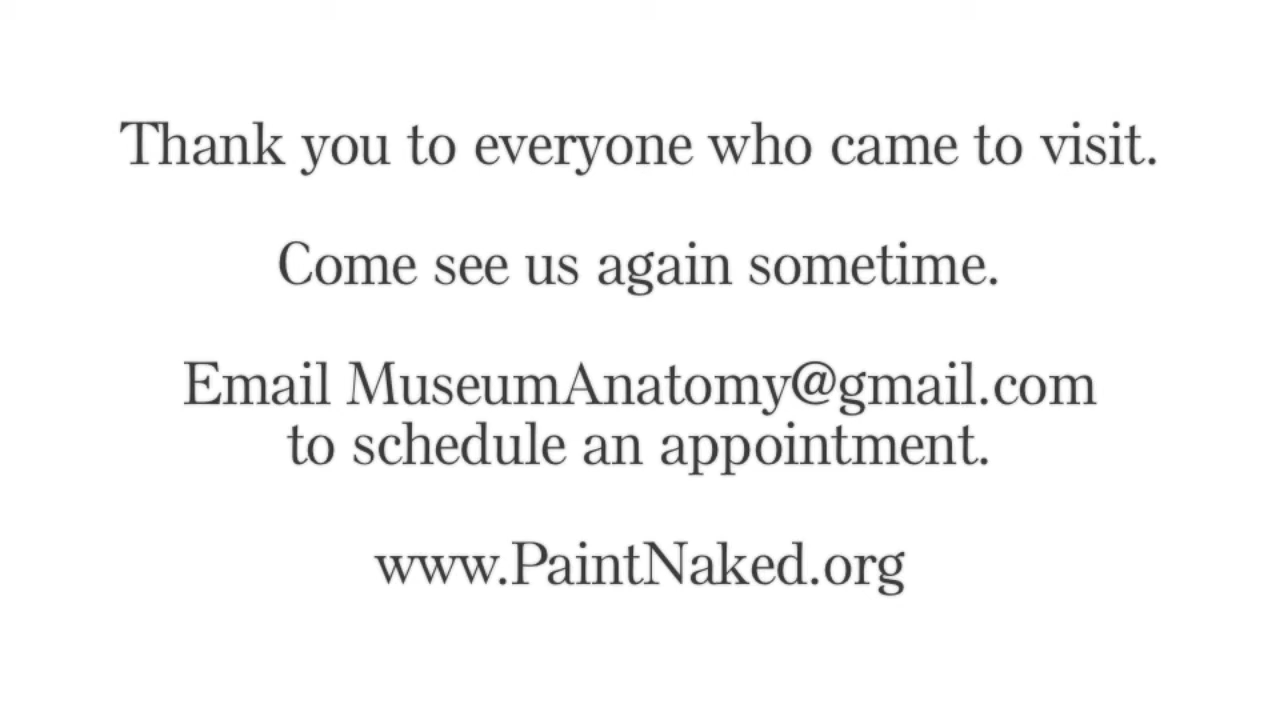 Thank you to everyone who came to visit.
Come see us again sometime.
Email MuseumAnatomy@gmail.com
to schedule an appointment.
www.PaintNaked.org